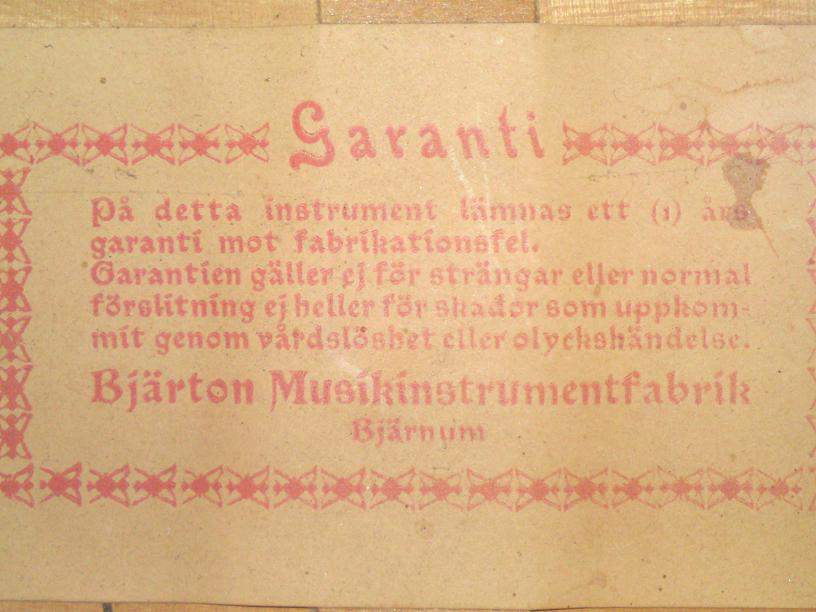 Garanti
På detta instrument lämnas ett (1) års
garanti mot fabrikationsfel.
Garantien gäller ej för strängar eller normal
förslitning ej heller för skador som uppkom-
mit genom vårdslöshet eller olyckshändelse.
Bjärton Musikinstrumentfabrik
Bjärnum